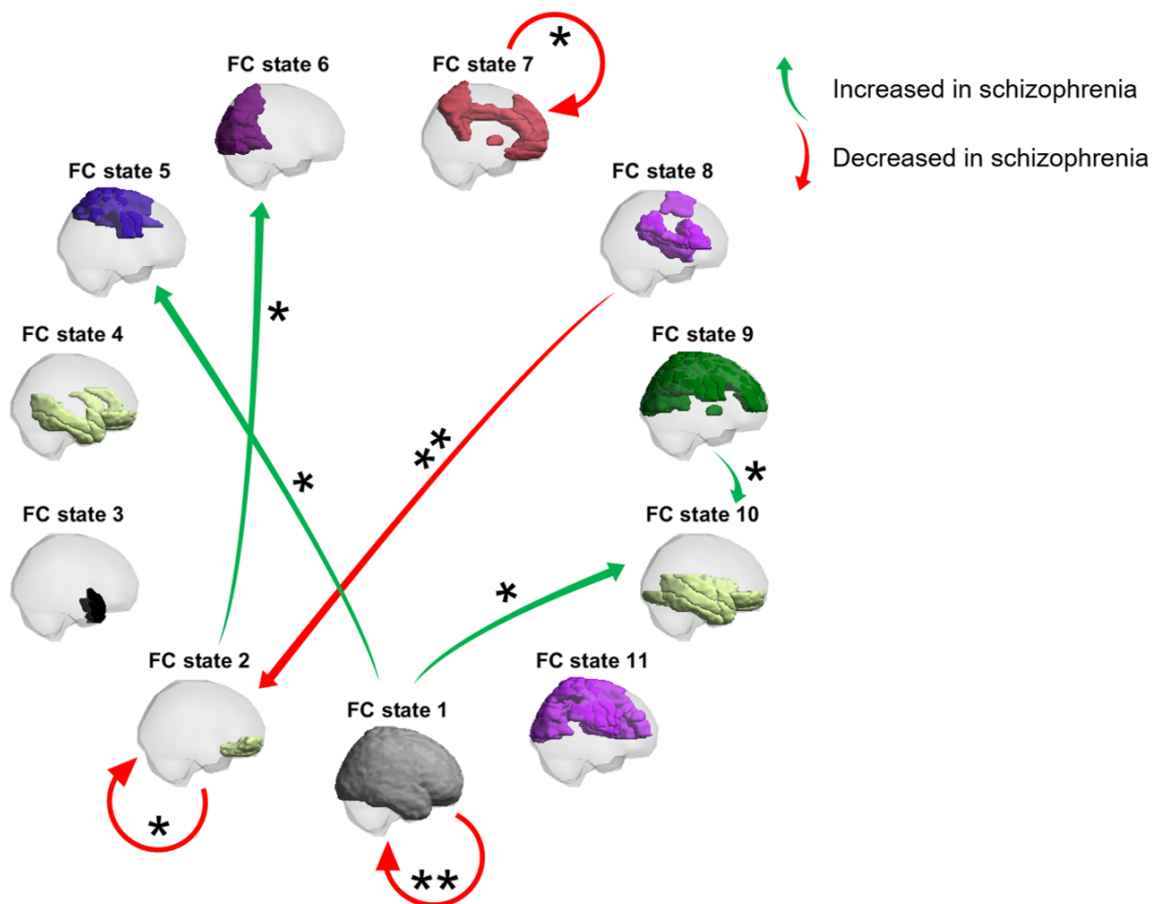 FC state 6
FC state 7
*
Increased in schizophrenia
Decreased in schizophrenia
FC state 5
FC state 8
*
FC state 4
FC state 9
**
*
*
FC state 3
FC state 10
*
FC state 2
FC state 11
FC state 1
*
**